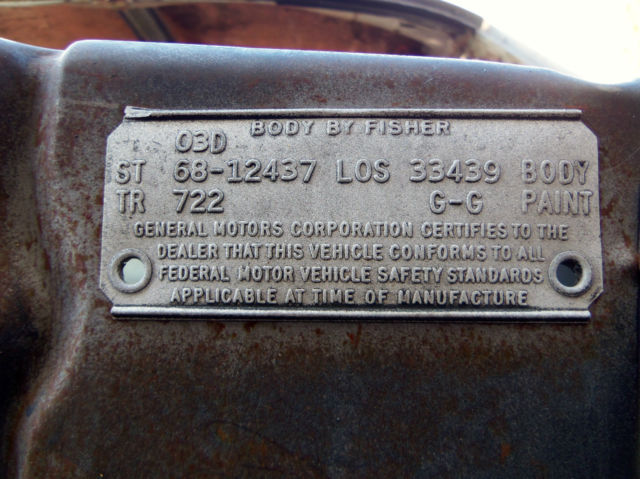 BODY BY FISHER
03D
ST 68-12437 LOS 33439 BODY
TR 722 G-G PAINT
GENERAL MOTORS CORPORATION CERTIFIES TO THE
DEALER THAT THIS VEHICLE CONFORMS TO ALL
FEDERAL MOTOR VEHICLE SAFETY STANDARDS
APPLICABLE AT TIME OF MANUFACTURE